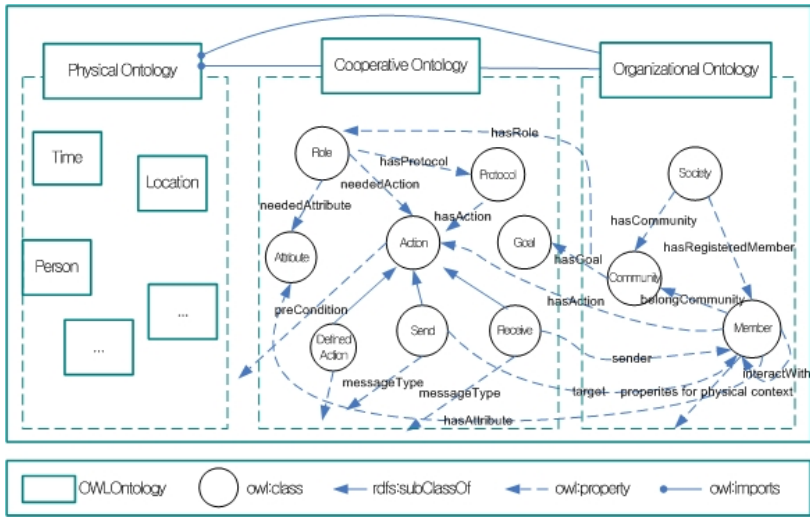 Physical Ontology
Cooperative Ontology
Organizational Ontology
Time
Location
Person
...
...
Role
hasRole
hasProtocol
Protocol
neededAction
neededAttribute
hasAction
Attribute
Action
Goal
hasGoal
Society
hasCommunity
hasRegisteredMember
Community
belongCommunity
hasAction
Member
preCondition
Defined
Action
Send
Receive
sender
interactWith
messageType
messageType
target
properites for physical context
hasAttribute
OWLOntology
owl:class
rdfs:subClassOf
owl:property
owl:imports